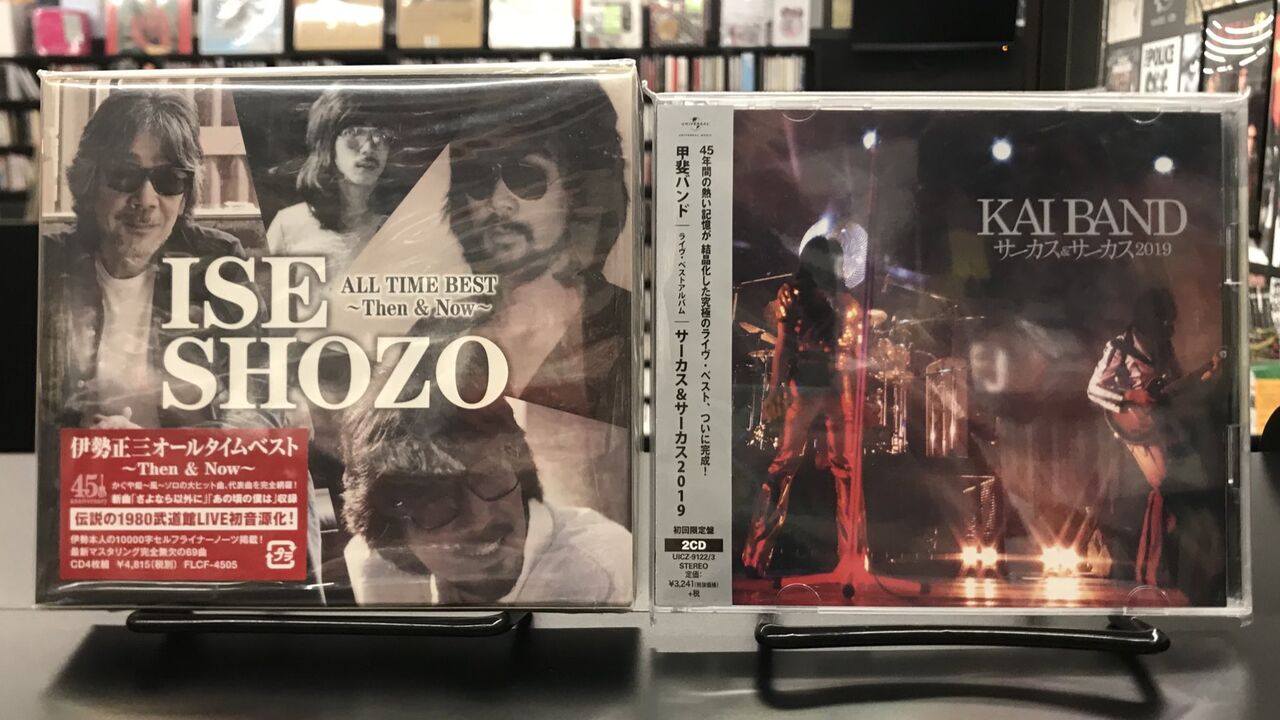 ISE
SHOZO
ALL TIME BEST
~Then & Now~
伊勢正三オールタイムベスト
~Then & Now~
45th
anniversary
かぐや姫~風~ソロの大ヒット曲、代表曲を完全網羅!
新曲「さよなら以外に」「あの頃の僕は」収録
伝説の1980武道館LIVE初音源化!
伊勢本人の10000字セルフライナーノーツ掲載!
最新マスタリング完全無欠の69曲
CD4枚組 ¥4,815(税別) FLCF-4505
UNIVERSAL
UNIVERSAL MUSIC
45年間の熱い記憶が 結晶化した究極のライヴ・ベスト、ついに完成!
甲斐バンド
ライヴ・ベストアルバム
サーカス&サーカス2019
初回限定盤
2CD
UICZ-9122/3
STEREO
定価:
¥3,241(税抜価格)
+税
KAI BAND
サーカス&サーカス2019
POLICE